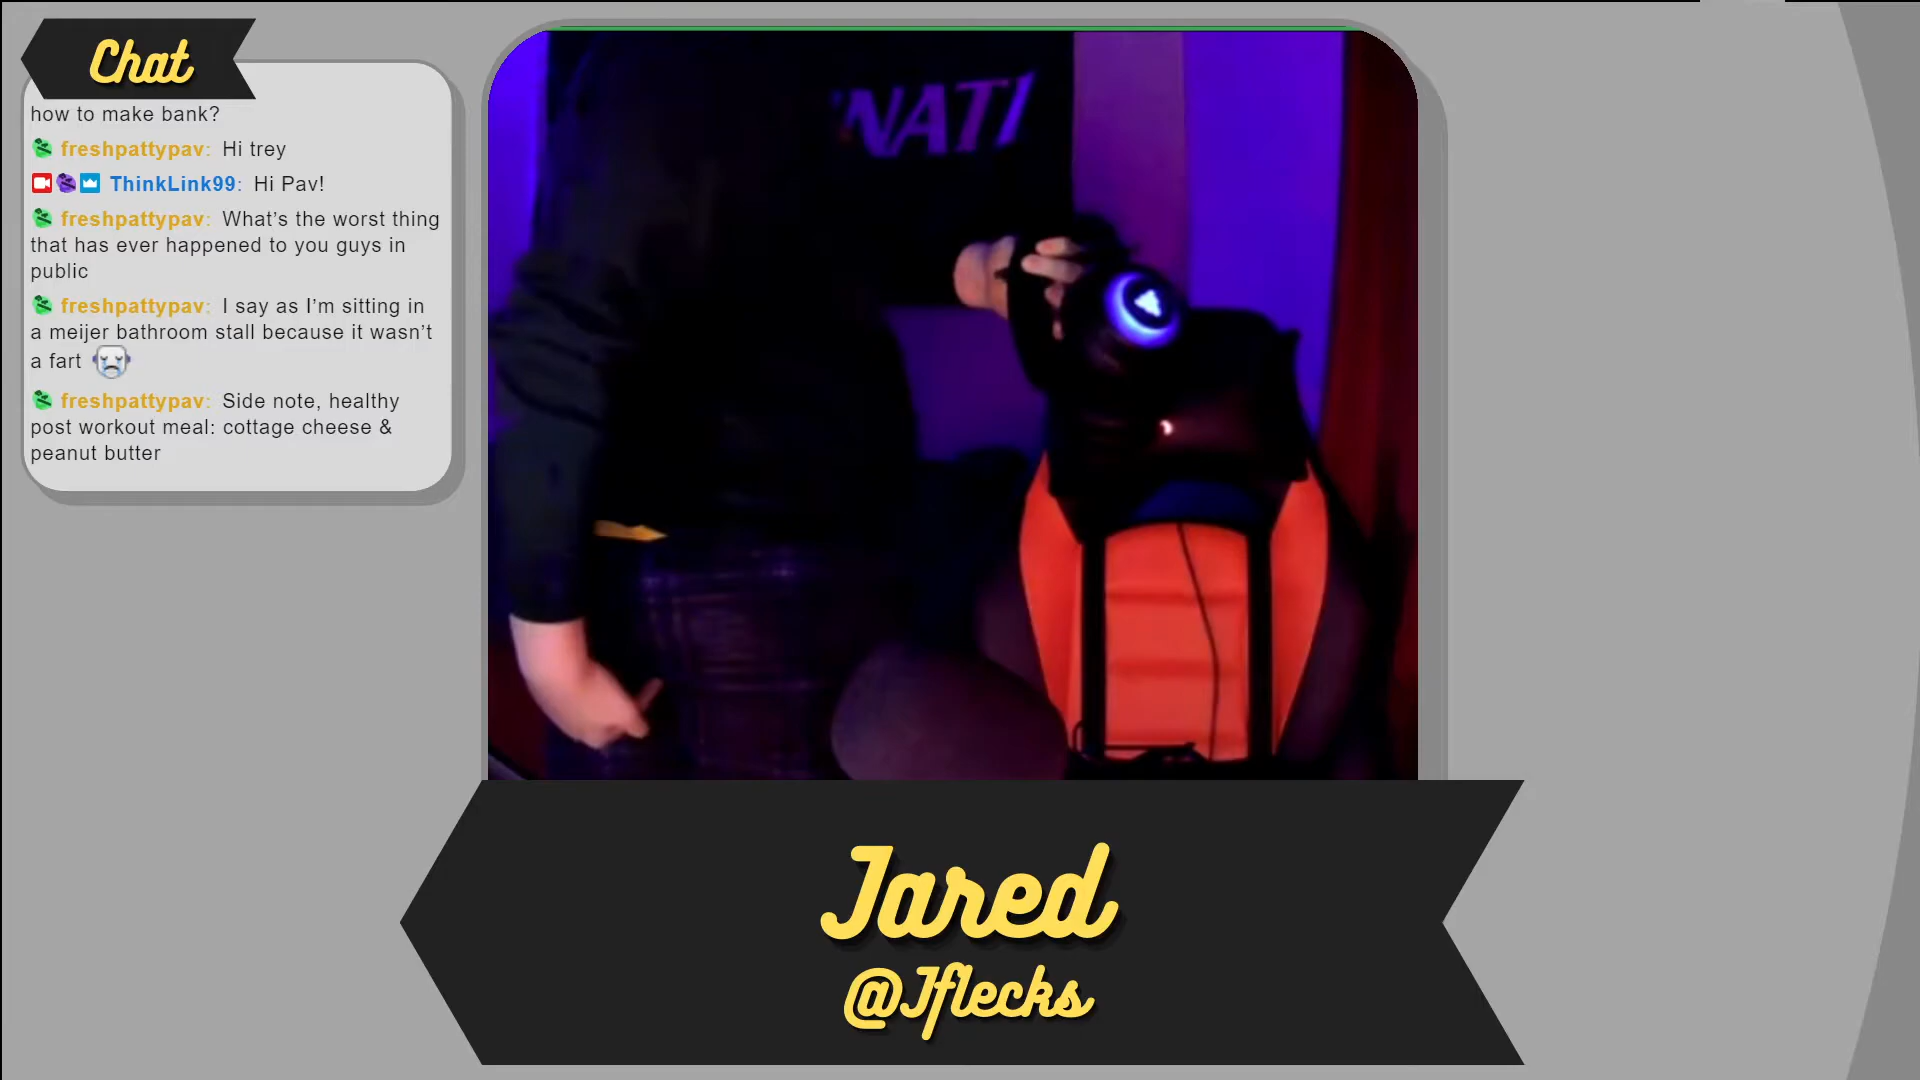 Chat
how to make bank?
freshpattypav: Hi trey
ThinkLink99: Hi Pav!
freshpattypav: What’s the worst thing
that has ever happened to you guys in
public
freshpattypav: I say as I’m sitting in
a meijer bathroom stall because it wasn’t
a fart
freshpattypav: Side note, healthy
post workout meal: cottage cheese &
peanut butter
NATI
Jared
@Jflecks